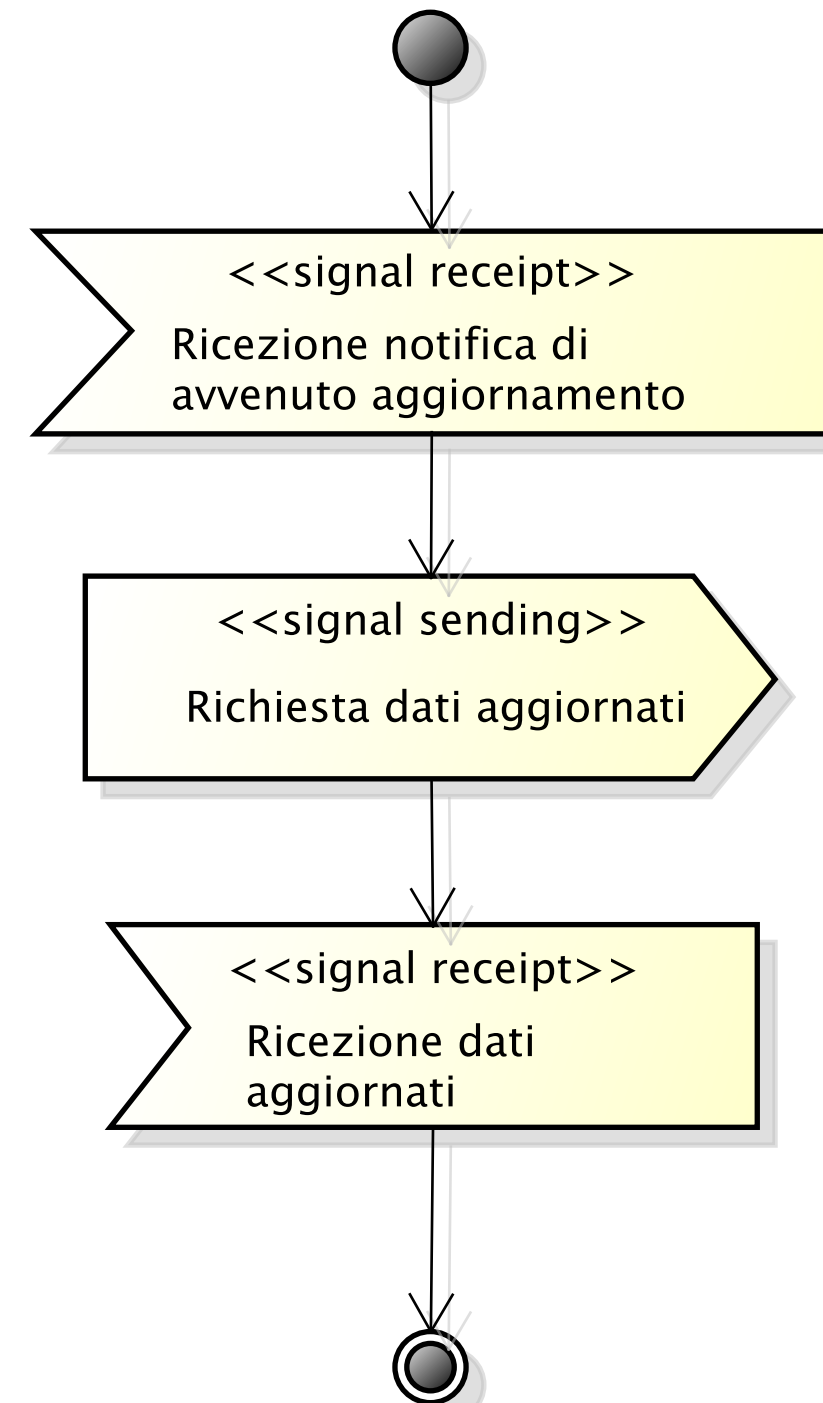 <<signal receipt>>
Ricezione notifica di
avvenuto aggiornamento
<<signal sending>>
Richiesta dati aggiornati
<<signal receipt>>
Ricezione dati
aggiornati